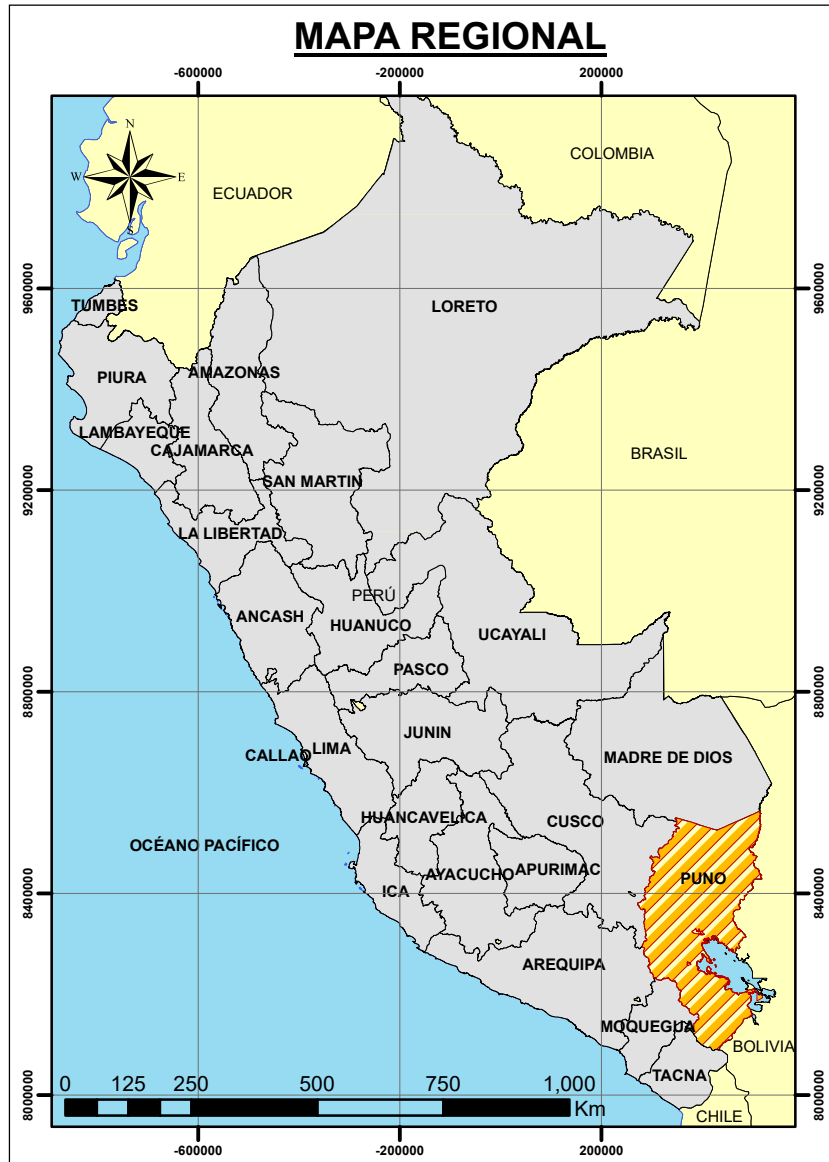 MAPA REGIONAL
-600000
-200000
200000
N
W
E
S
COLOMBIA
ECUADOR
9600000
9600000
TUMBES
LORETO
AMAZONAS
PIURA
LAMBAYEQUE
CAJAMARCA
BRASIL
SAN MARTIN
9200000
9200000
LA LIBERTAD
PERÚ
ANCASH
HUANUCO
UCAYALI
PASCO
8800000
8800000
JUNIN
CALLAO
LIMA
MADRE DE DIOS
HUANCAVELICA
CUSCO
OCÉANO PACÍFICO
AYACUCHO
APURIMAC
PUNO
ICA
8400000
8400000
AREQUIPA
MOQUEGUA
BOLIVIA
TACNA
0 125 250 500 750 1,000
Km
8000000
8000000
CHILE
-600000
-200000
200000